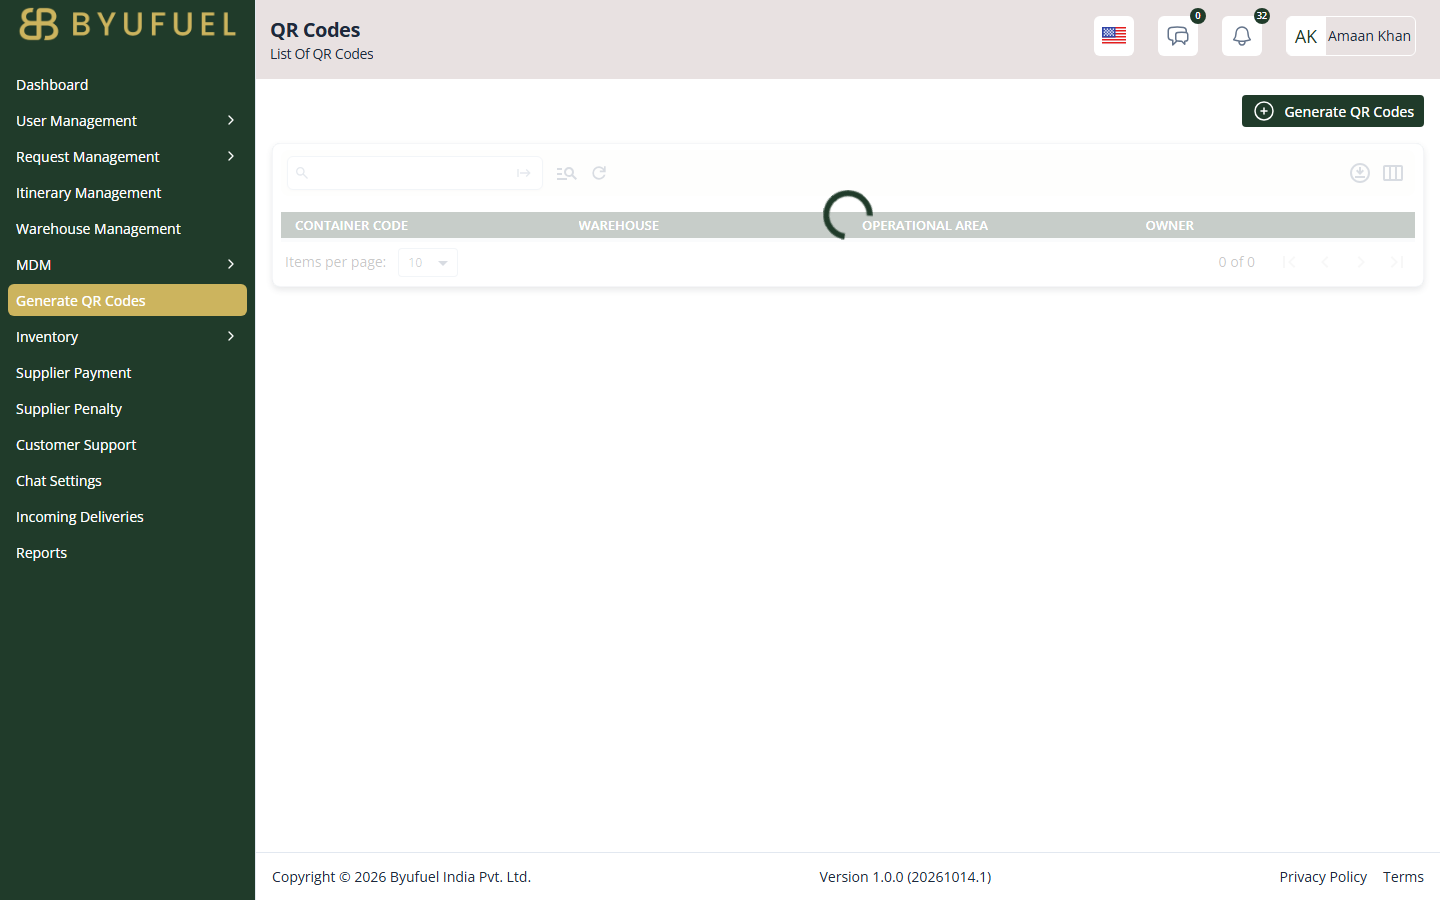 BYUFUEL
Dashboard
User Management
Request Management
Itinerary Management
Warehouse Management
MDM
Generate QR Codes
Inventory
Supplier Payment
Supplier Penalty
Customer Support
Chat Settings
Incoming Deliveries
Reports
QR Codes
List Of QR Codes
0
32
AK Amaan Khan
Generate QR Codes
CONTAINER CODE WAREHOUSE OPERATIONAL AREA OWNER
Items per page: 10 0 of 0
Copyright © 2026 Byufuel India Pvt. Ltd. Version 1.0.0 (20261014.1) Privacy Policy Terms